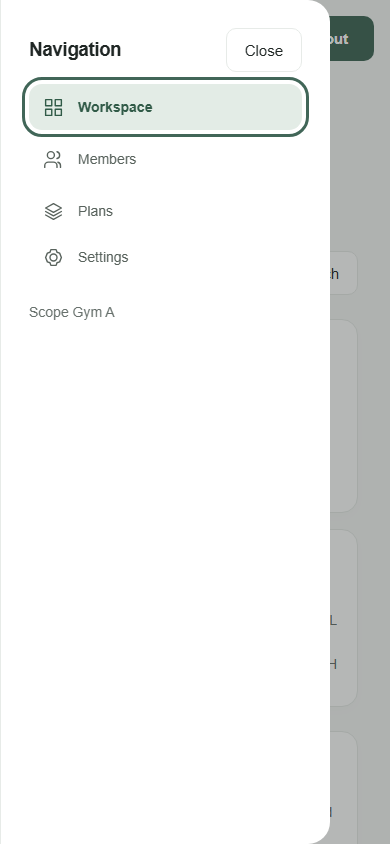 Navigation
Close
Workspace
Members
Plans
Settings
Scope Gym A